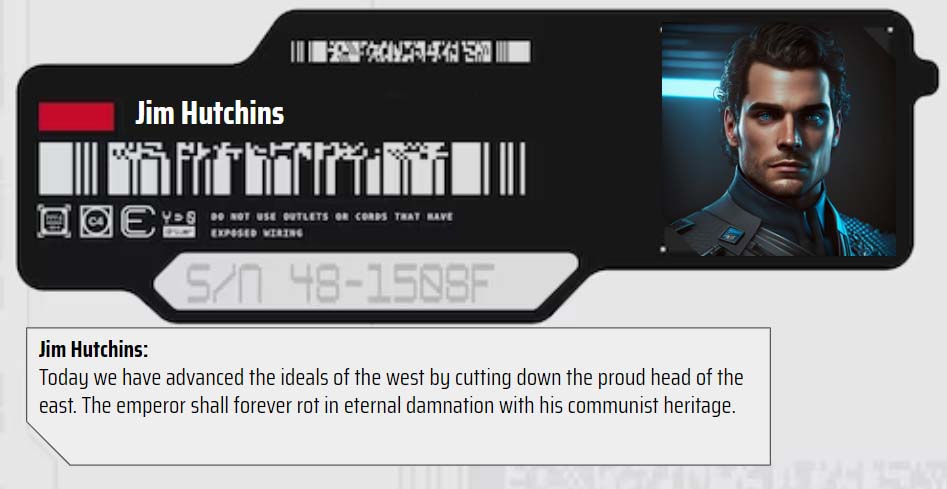 Jim Hutchins
C4
DO NOT USE OUTLETS OR CORDS THAT HAVE
EXPOSED WIRING
S/N 48-1508F
Jim Hutchins:
Today we have advanced the ideals of the west by cutting down the proud head of the
east. The emperor shall forever rot in eternal damnation with his communist heritage.